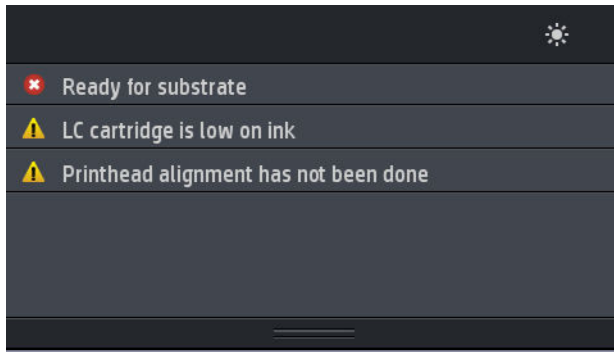 Ready for substrate
LC cartridge is low on ink
Printhead alignment has not been done